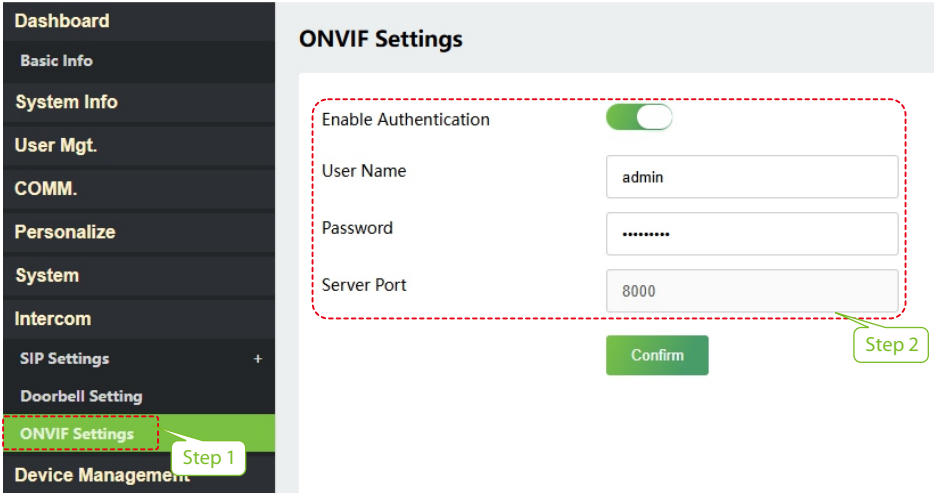 Dashboard
Basic Info
System Info
User Mgt.
COMM.
Personalize
System
Intercom
SIP Settings +
Doorbell Setting
ONVIF Settings
Step 1
Device Management
ONVIF Settings
Enable Authentication
User Name admin
Password •••••••••
Server Port 8000
Step 2
Confirm